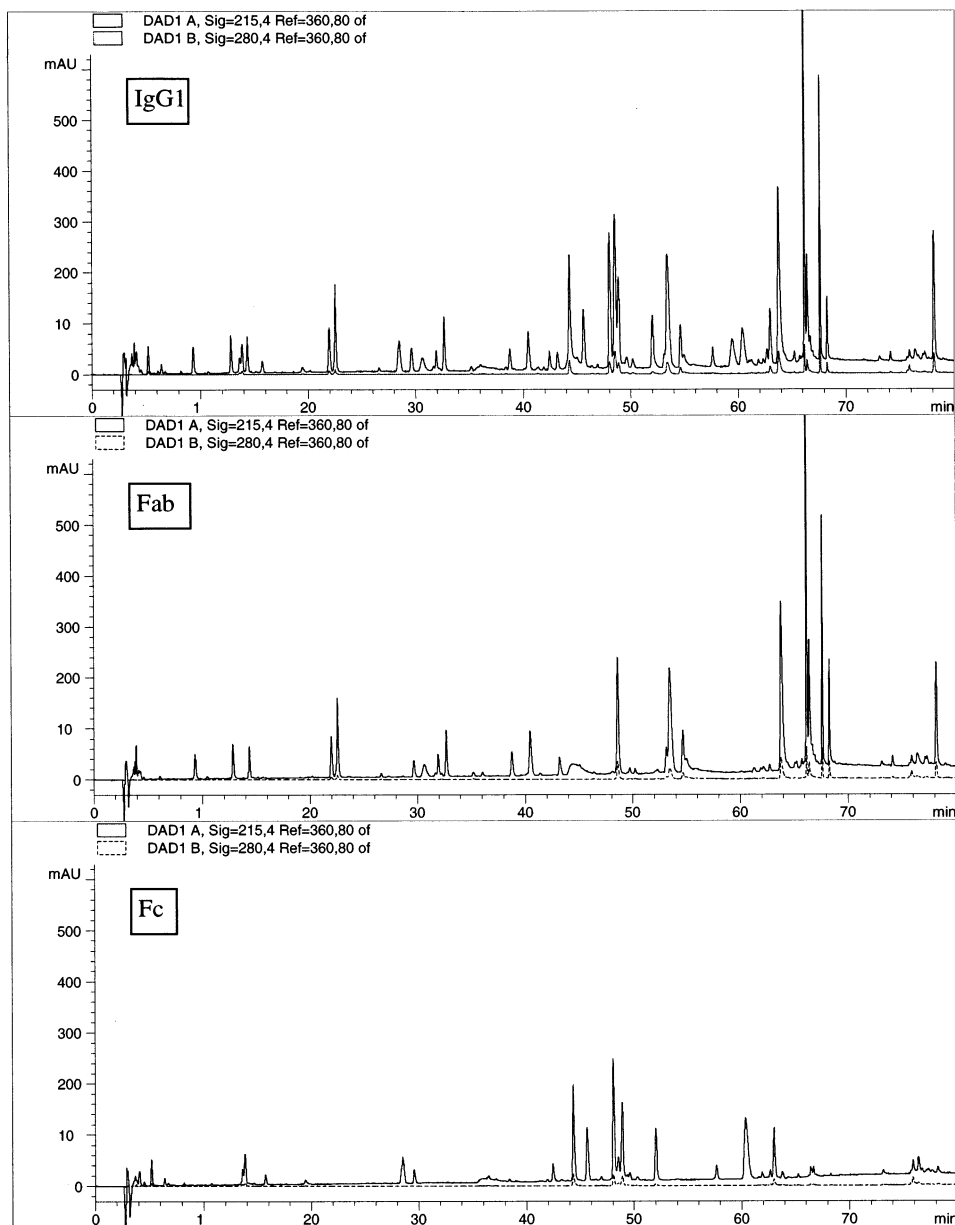 DAD1 A, Sig=215,4 Ref=360,80 of
DAD1 B, Sig=280,4 Ref=360,80 of
mAU
IgG1
500
400
300
200
10
0
0 1 20 30 40 50 60 70 min
DAD1 A, Sig=215,4 Ref=360,80 of
DAD1 B, Sig=280,4 Ref=360,80 of
mAU
Fab
500
400
300
200
10
0
0 1 20 30 40 50 60 70 min
DAD1 A, Sig=215,4 Ref=360,80 of
DAD1 B, Sig=280,4 Ref=360,80 of
mAU
Fc
500
400
300
200
10
0
0 1 20 30 40 50 60 70 min